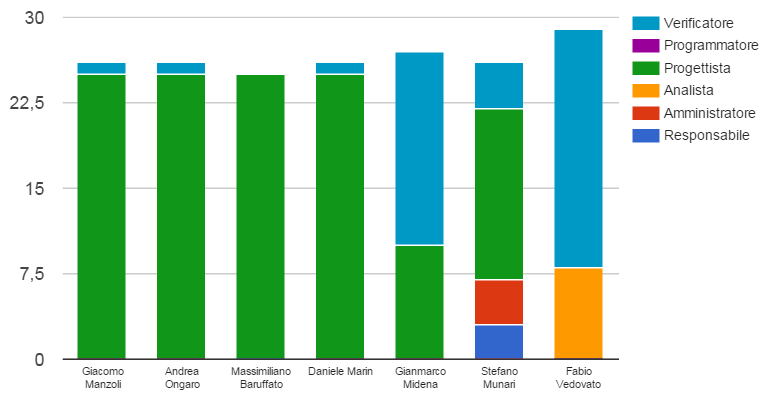 30
22,5
15
7,5
0
Giacomo
Manzoli
Andrea
Ongaro
Massimiliano
Baruffato
Daniele Marin
Gianmarco
Midena
Stefano
Munari
Fabio
Vedovato
Verificatore
Programmatore
Progettista
Analista
Amministratore
Responsabile